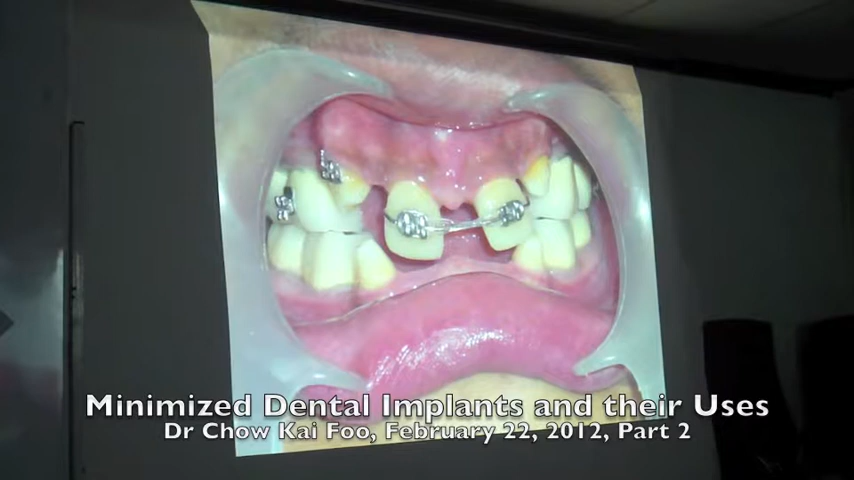 Minimized Dental Implants and their Uses
Dr Chow Kai Foo, February 22, 2012, Part 2